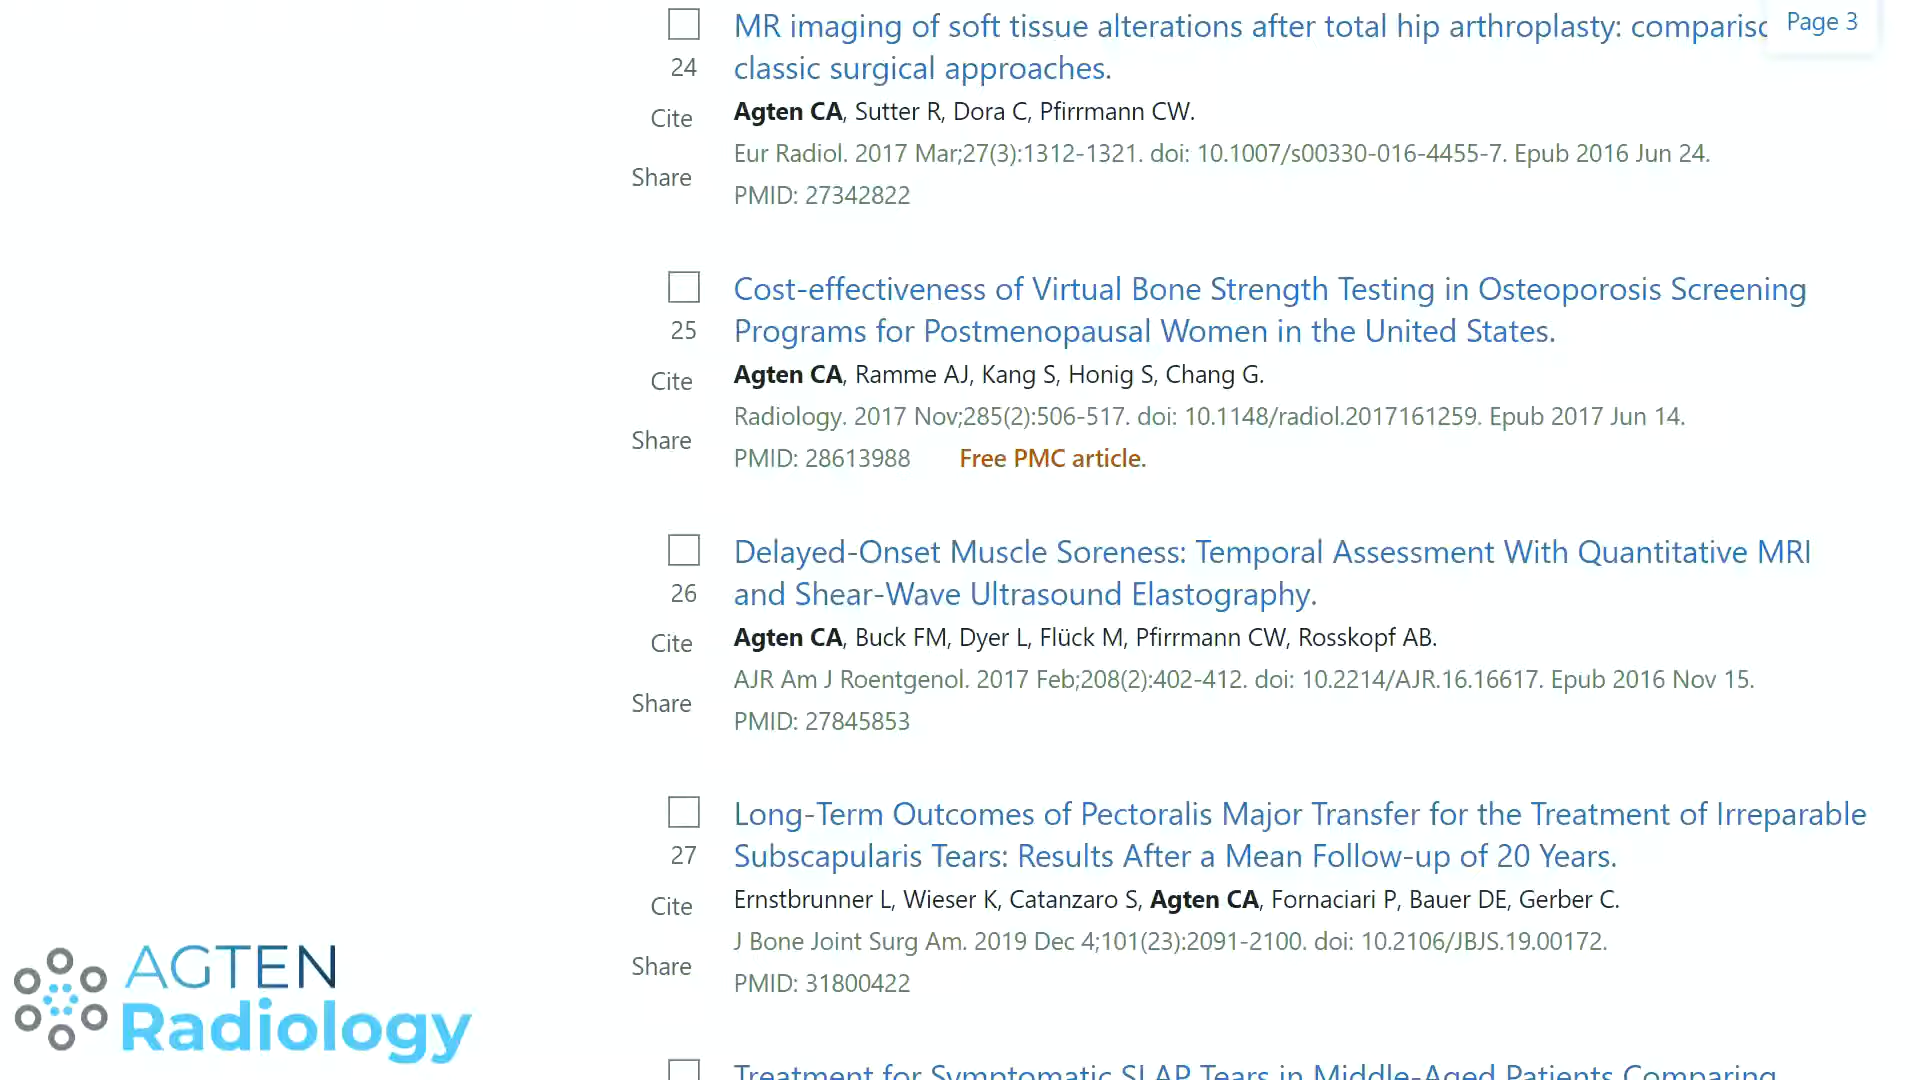 MR imaging of soft tissue alterations after total hip arthroplasty:
Page 3
24
classic surgical approaches.
Cite
Agten CA, Sutter R, Dora C, Pfirrmann CW.
Eur Radiol. 2017 Mar;27(3):1312-1321. doi: 10.1007/s00330-016-4455-7. Epub 2016 Jun 24.
Share
PMID: 27342822
Cost-effectiveness of Virtual Bone Strength Testing in Osteoporosis Screening
25
Programs for Postmenopausal Women in the United States.
Cite
Agten CA, Ramme AJ, Kang S, Honig S, Chang G.
Radiology. 2017 Nov;285(2):506-517. doi: 10.1148/radiol.2017161259. Epub 2017 Jun 14.
Share
PMID: 28613988 Free PMC article.
Delayed-Onset Muscle Soreness: Temporal Assessment With Quantitative MRI
26
and Shear-Wave Ultrasound Elastography.
Cite
Agten CA, Buck FM, Dyer L, Flück M, Pfirrmann CW, Rosskopf AB.
AJR Am J Roentgenol. 2017 Feb;208(2):402-412. doi: 10.2214/AJR.16.16617. Epub 2016 Nov 15.
Share
PMID: 27845853
Long-Term Outcomes of Pectoralis Major Transfer for the Treatment of Irreparable
27
Subscapularis Tears: Results After a Mean Follow-up of 20 Years.
Cite
Ernstbrunner L, Wieser K, Catanzaro S, Agten CA, Fornaciari P, Bauer DE, Gerber C.
J Bone Joint Surg Am. 2019 Dec 4;101(23):2091-2100. doi: 10.2106/JBJS.19.00172.
Share
PMID: 31800422
AGTEN
Radiology
Treatment for Symptomatic SLAP Tears in Middle-Aged Patients Comparing